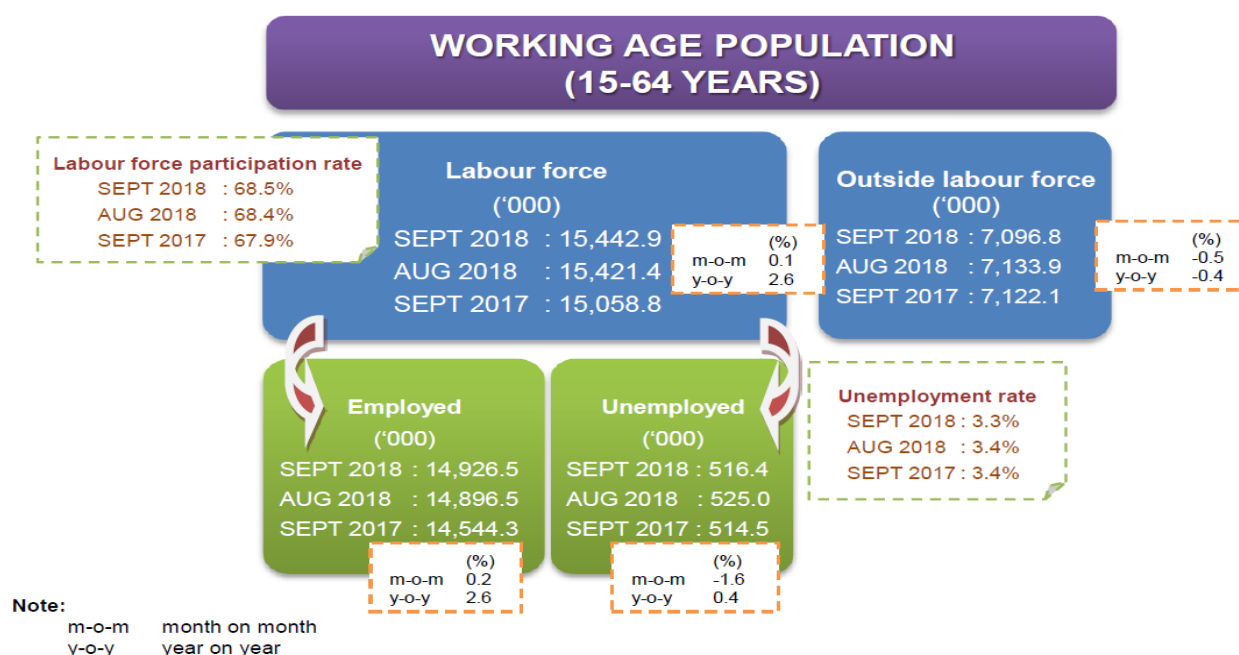 WORKING AGE POPULATION
(15-64 YEARS)
Labour force participation rate
SEPT 2018 : 68.5%
AUG 2018 : 68.4%
SEPT 2017 : 67.9%
Labour force
(‘000)
SEPT 2018 : 15,442.9
AUG 2018 : 15,421.4
SEPT 2017 : 15,058.8
(%)
m-o-m 0.1
y-o-y 2.6
Outside labour force
(‘000)
SEPT 2018 : 7,096.8
AUG 2018 : 7,133.9
SEPT 2017 : 7,122.1
(%)
m-o-m -0.5
y-o-y -0.4
Employed
(‘000)
SEPT 2018 : 14,926.5
AUG 2018 : 14,896.5
SEPT 2017 : 14,544.3
(%)
m-o-m 0.2
y-o-y 2.6
Unemployed
(‘000)
SEPT 2018 : 516.4
AUG 2018 : 525.0
SEPT 2017 : 514.5
(%)
m-o-m -1.6
y-o-y 0.4
Unemployment rate
SEPT 2018 : 3.3%
AUG 2018 : 3.4%
SEPT 2017 : 3.4%
Note:
m-o-m month on month
y-o-y year on year